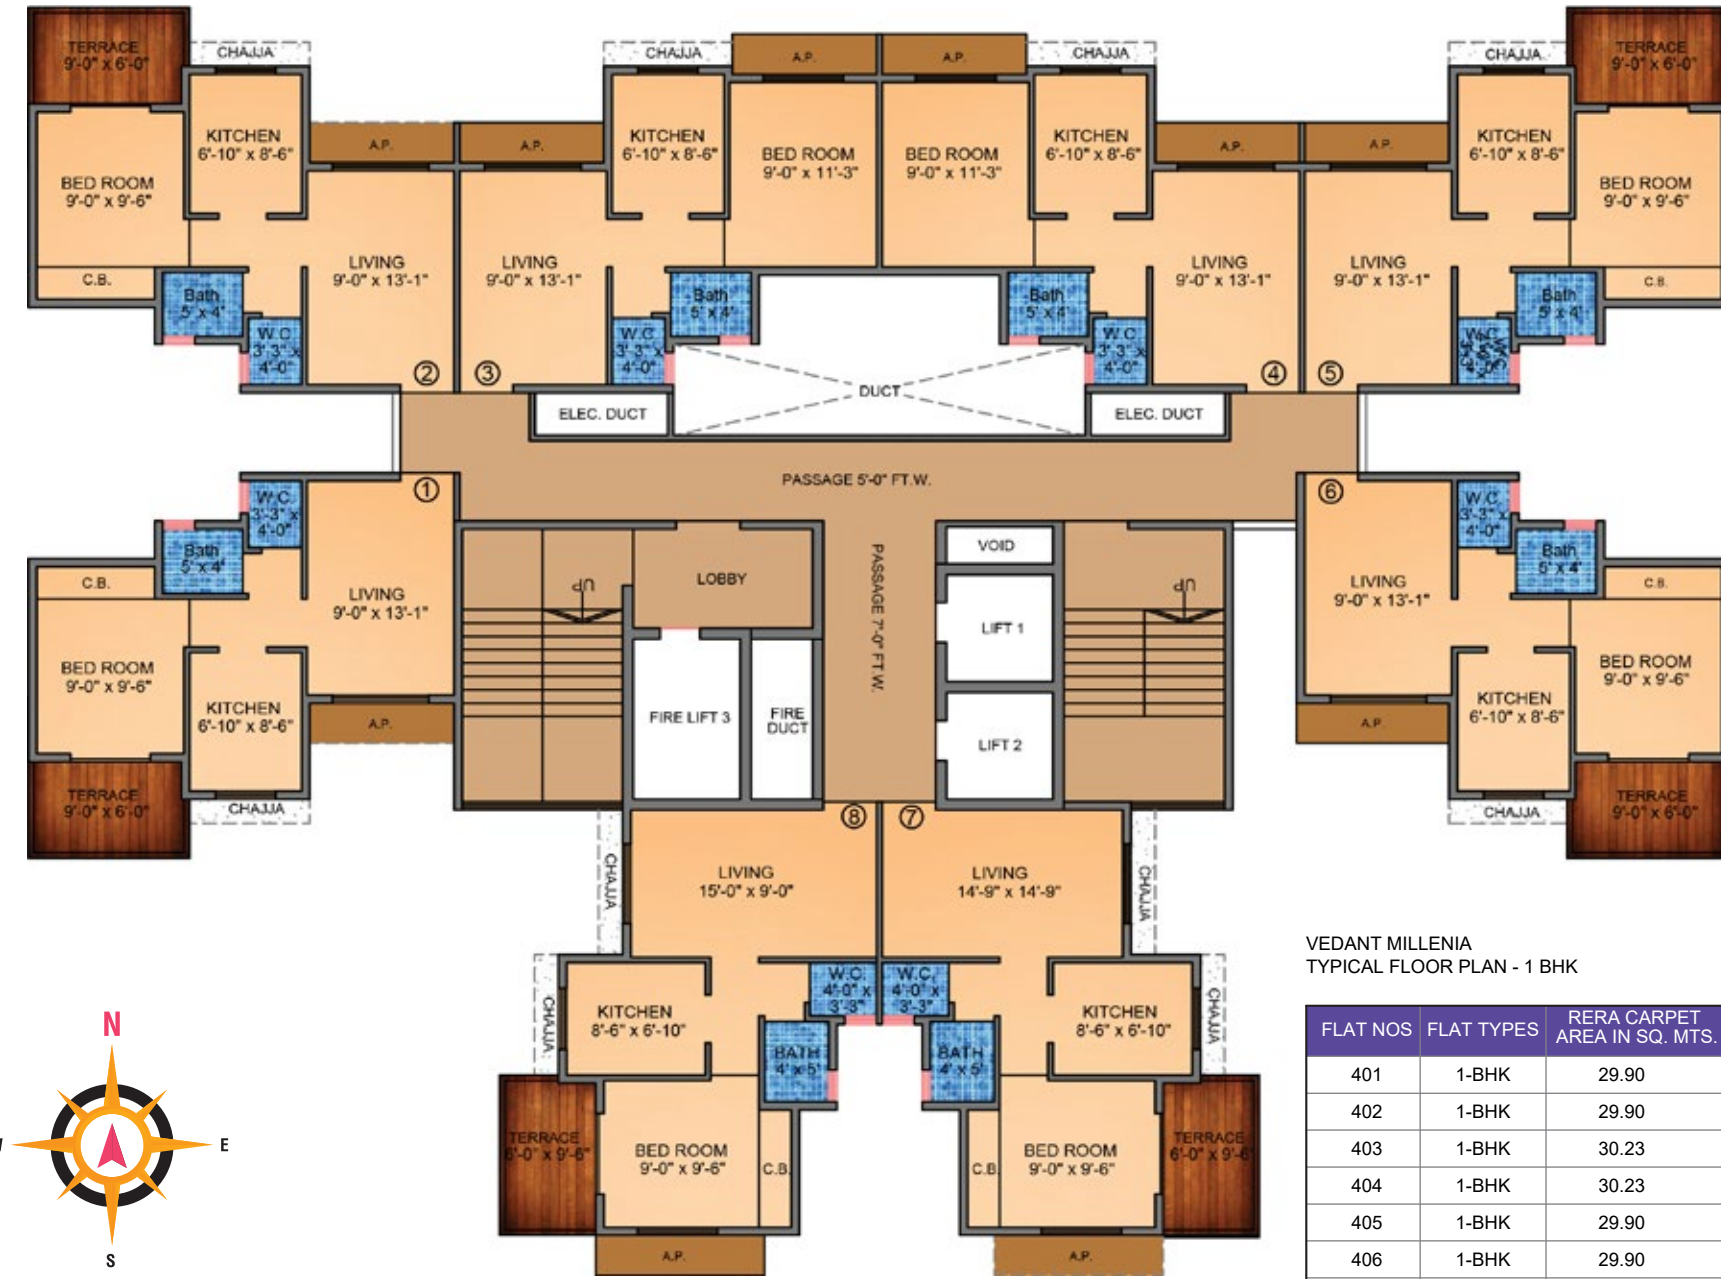 TERRACE
9'-0" x 6'-0"
CHAJJA
KITCHEN
6'-10" x 8'-6"
BED ROOM
9'-0" x 9'-6"
C.B.
A.P.
LIVING
9'-0" x 13'-1"
Bath
5' x 4'
W.C
3'-3" x
4'-0"
②
A.P.
LIVING
9'-0" x 13'-1"
③
CHAJJA
KITCHEN
6'-10" x 8'-6"
A.P.
BED ROOM
9'-0" x 11'-3"
Bath
5' x 4'
W.C
3'-3" x
4'-0"
A.P.
BED ROOM
9'-0" x 11'-3"
CHAJJA
KITCHEN
6'-10" x 8'-6"
Bath
5' x 4'
W.C
3'-3" x
4'-0"
A.P.
LIVING
9'-0" x 13'-1"
④
A.P.
LIVING
9'-0" x 13'-1"
⑤
CHAJJA
KITCHEN
6'-10" x 8'-6"
TERRACE
9'-0" x 6'-0"
BED ROOM
9'-0" x 9'-6"
C.B.
Bath
5' x 4'
W.C
4'-0"
DUCT
ELEC. DUCT
ELEC. DUCT
PASSAGE 5'-0" FT.W.
①
W.C.
3'-3" x
4'-0"
Bath
5' x 4'
C.B.
BED ROOM
9'-0" x 9'-6"
LIVING
9'-0" x 13'-1"
KITCHEN
6'-10" x 8'-6"
A.P.
TERRACE
9'-0" x 6'-0"
CHAJJA
UP
LOBBY
FIRE LIFT 3
FIRE
DUCT
PASSAGE 7'-0" FT.W.
VOID
LIFT 1
LIFT 2
UP
⑥
W.C
3'-3" x
4'-0"
Bath
5' x 4'
C.B.
LIVING
9'-0" x 13'-1"
BED ROOM
9'-0" x 9'-6"
KITCHEN
6'-10" x 8'-6"
A.P.
CHAJJA
TERRACE
9'-0" x 6'-0"
⑧
⑦
CHAJJA
LIVING
15'-0" x 9'-0"
LIVING
14'-9" x 14'-9"
CHAJJA
CHAJJA
KITCHEN
8'-6" x 6'-10"
W.C.
4'-0" x
3'-3"
W.C.
4'-0" x
3'-3"
KITCHEN
8'-6" x 6'-10"
CHAJJA
BATH
4' x 5'
BATH
4' x 5'
TERRACE
6'-0" x 9'-6"
BED ROOM
9'-0" x 9'-6"
C.B.
C.B.
BED ROOM
9'-0" x 9'-6"
TERRACE
6'-0" x 9'-6"
A.P.
A.P.
N
E
S
VEDANT MILLENIA
TYPICAL FLOOR PLAN - 1 BHK
FLAT NOS FLAT TYPES RERA CARPET AREA IN SQ. MTS.
401 1-BHK 29.90
402 1-BHK 29.90
403 1-BHK 30.23
404 1-BHK 30.23
405 1-BHK 29.90
406 1-BHK 29.90